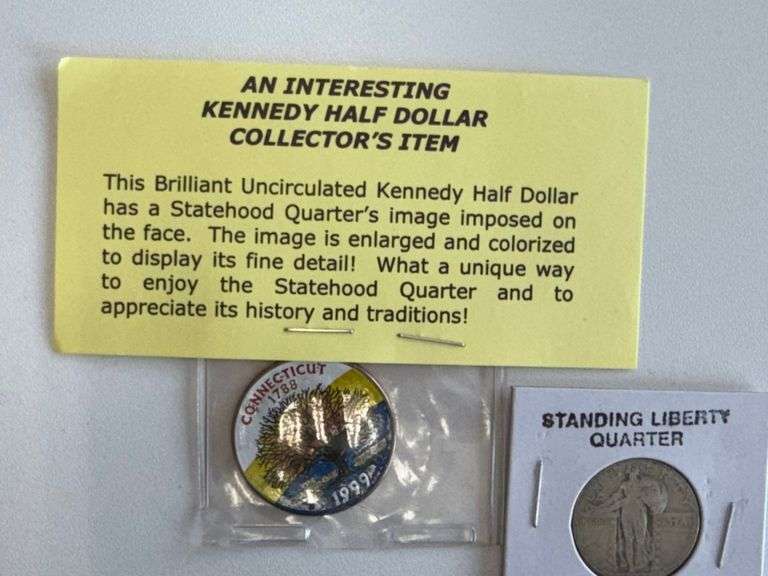 AN INTERESTING
KENNEDY HALF DOLLAR
COLLECTOR'S ITEM
This Brilliant Uncirculated Kennedy Half Dollar
has a Statehood Quarter's image imposed on
the face. The image is enlarged and colorized
to display its fine detail! What a unique way
to enjoy the Statehood Quarter and to
appreciate its history and traditions!
CONNECTICUT
1788
1999
STANDING LIBERTY
QUARTER